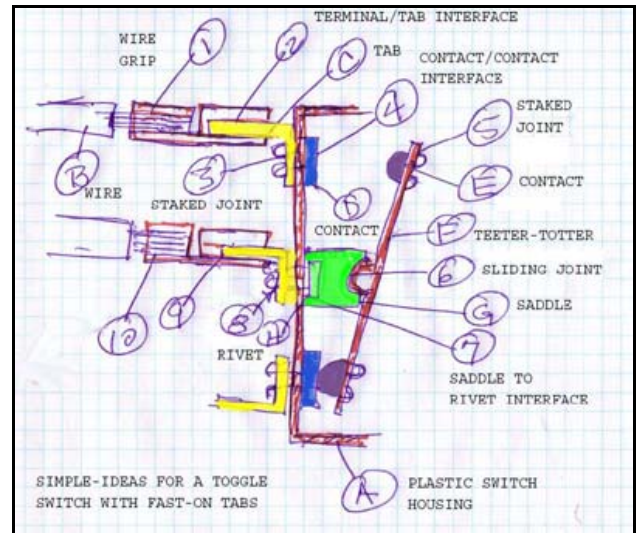 TERMINAL/TAB INTERFACE
WIRE
GRIP
1
2
C
TAB
CONTACT/CONTACT
INTERFACE
4
5
STAKED
JOINT
B
WIRE
3
D
E
CONTACT
STAKED JOINT
CONTACT
F
TEETER-TOTTER
6
SLIDING JOINT
10
9
8
H
G
SADDLE
7
RIVET
SADDLE TO
RIVET INTERFACE
SIMPLE-IDEAS FOR A TOGGLE
SWITCH WITH FAST-ON TABS
A
PLASTIC SWITCH
HOUSING